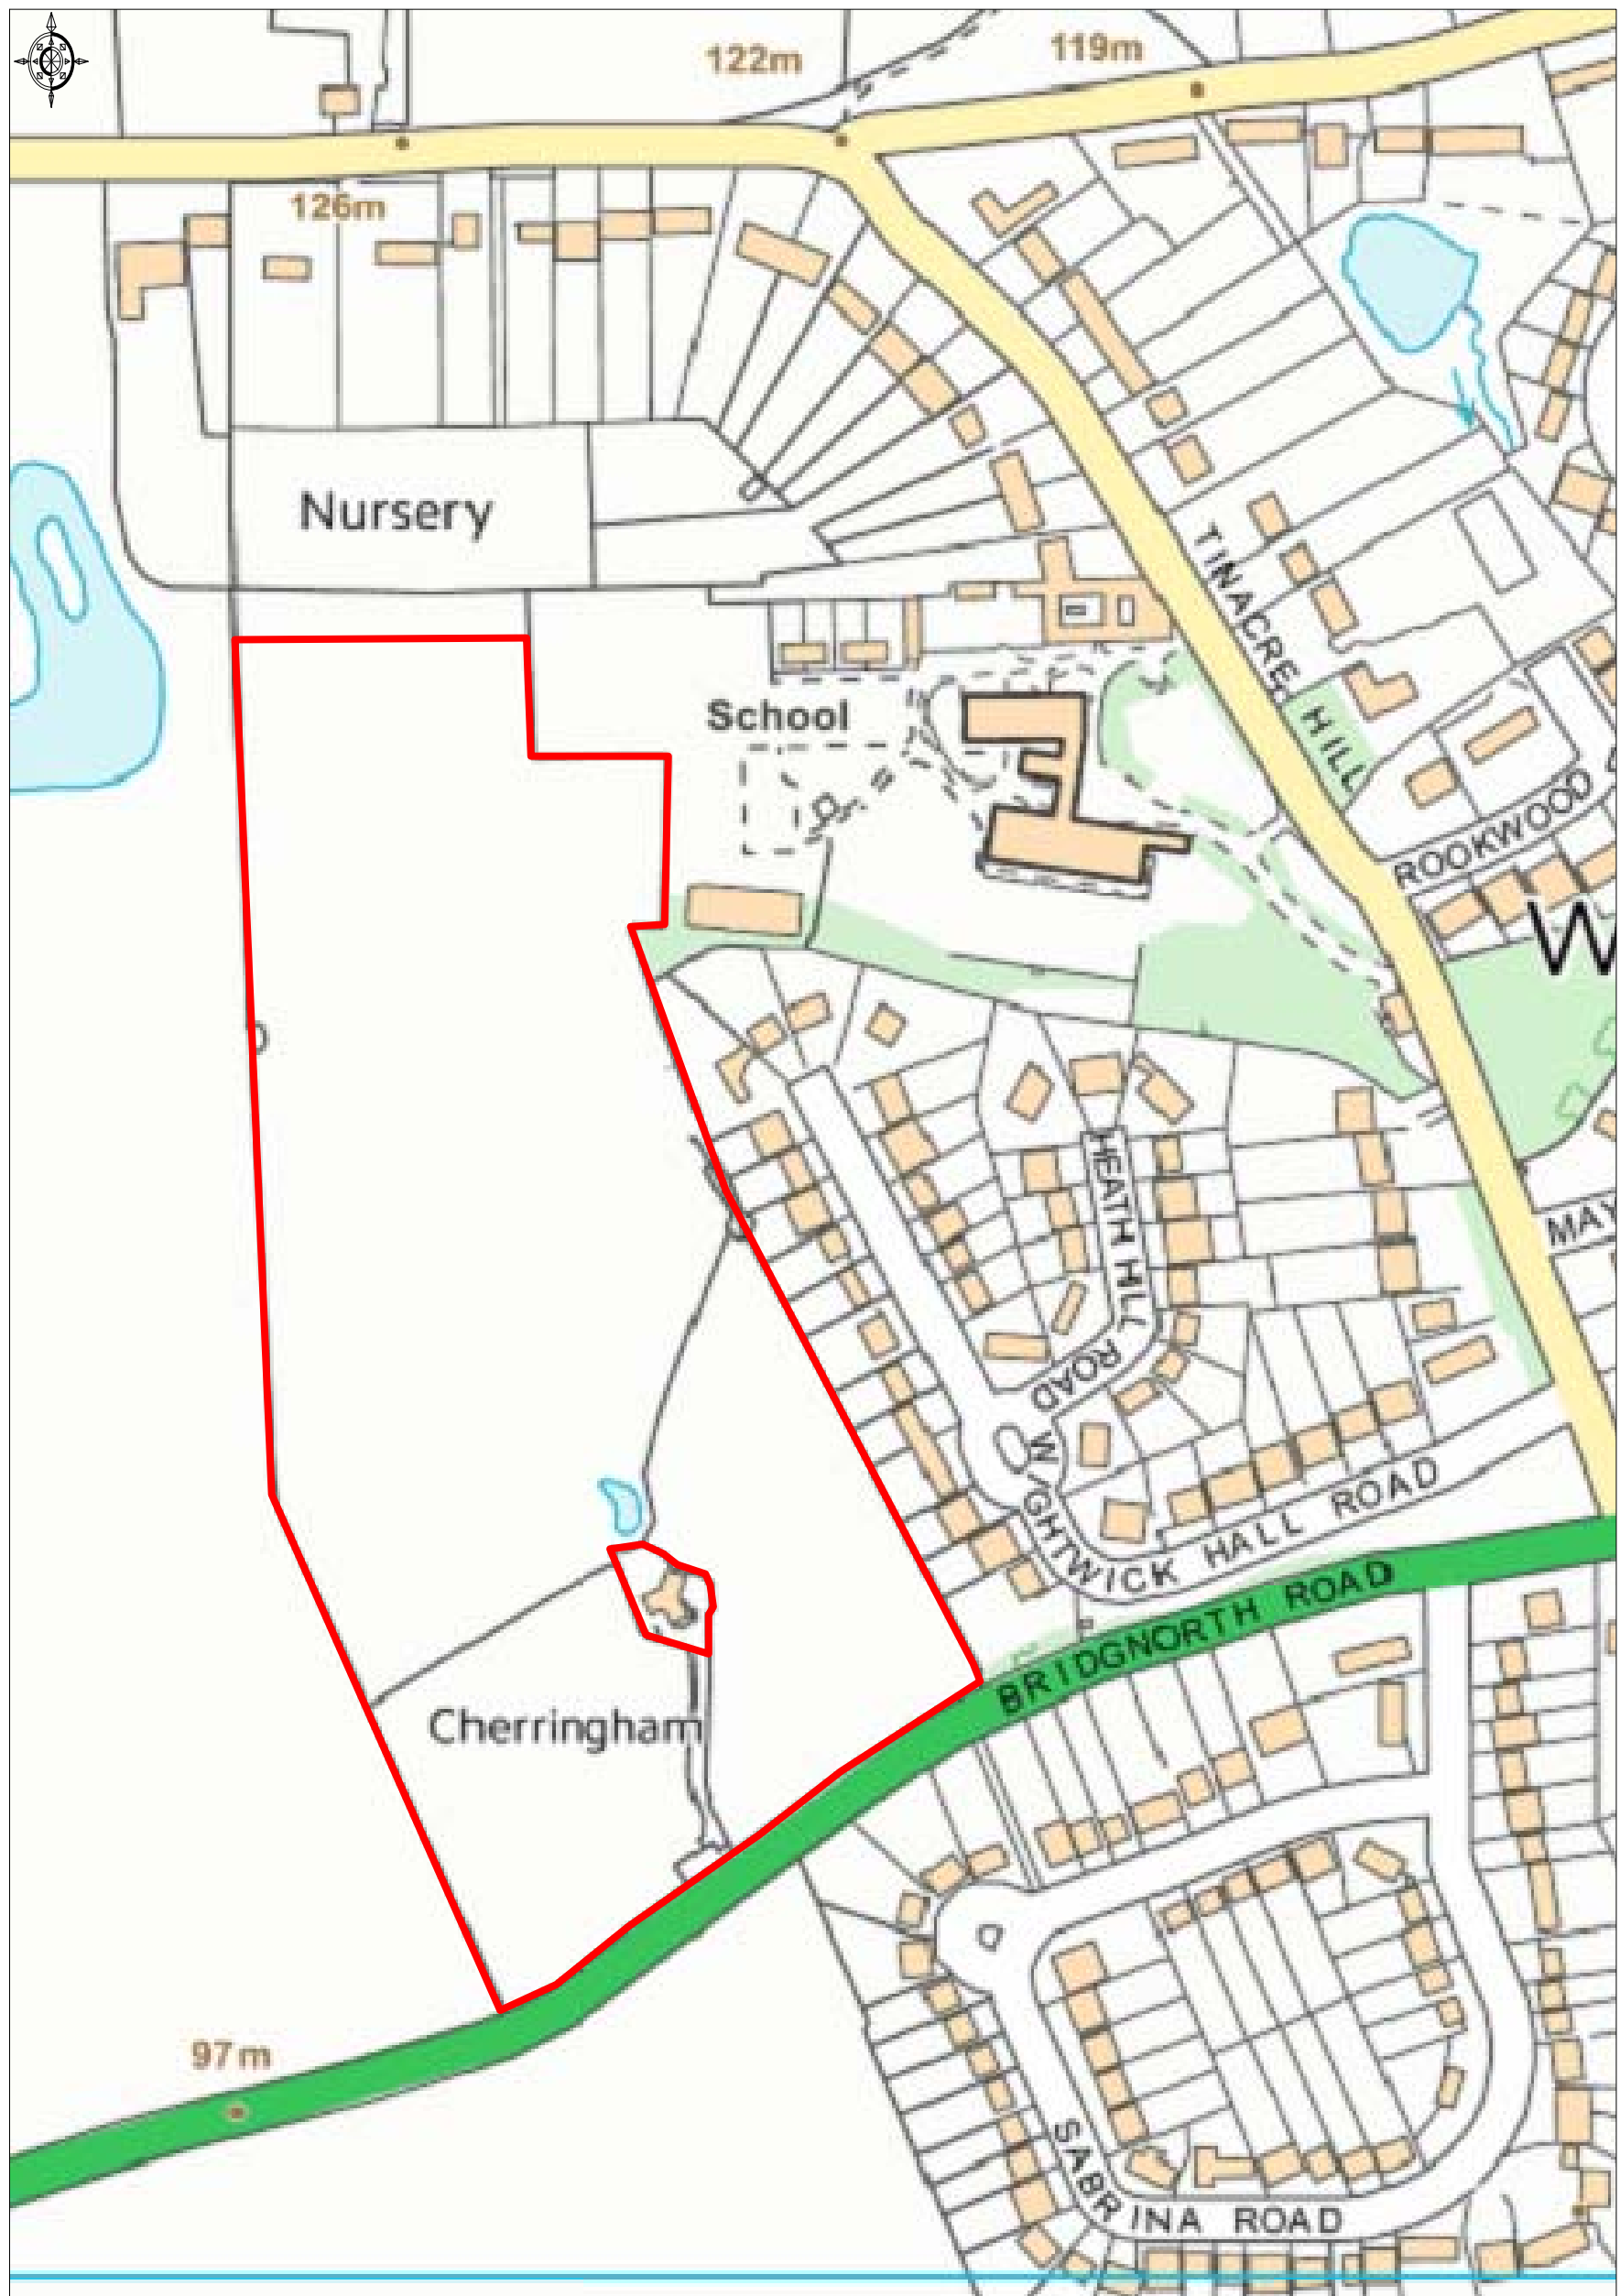 122m
119m
126m
Nursery
TINACRE HILL
School
ROOKWOOD
W
HEATH HILL ROAD
MAY
WIGHTWICK HALL ROAD
BRIDGNORTH ROAD
Cherringham
97m
SABRINA ROAD